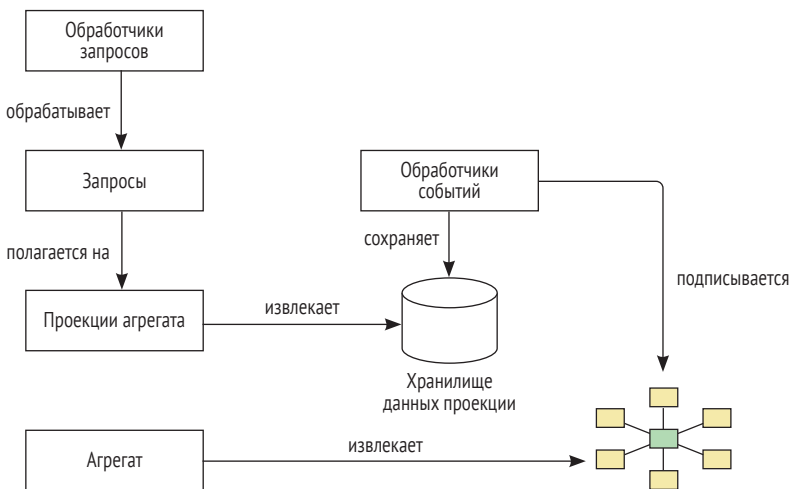 Обработчики
запросов
обрабатывает
Запросы
Обработчики
событий
полагается на
сохраняет
подписывается
Проекции агрегата
извлекает
Хранилище
данных проекции
Агрегат
извлекает